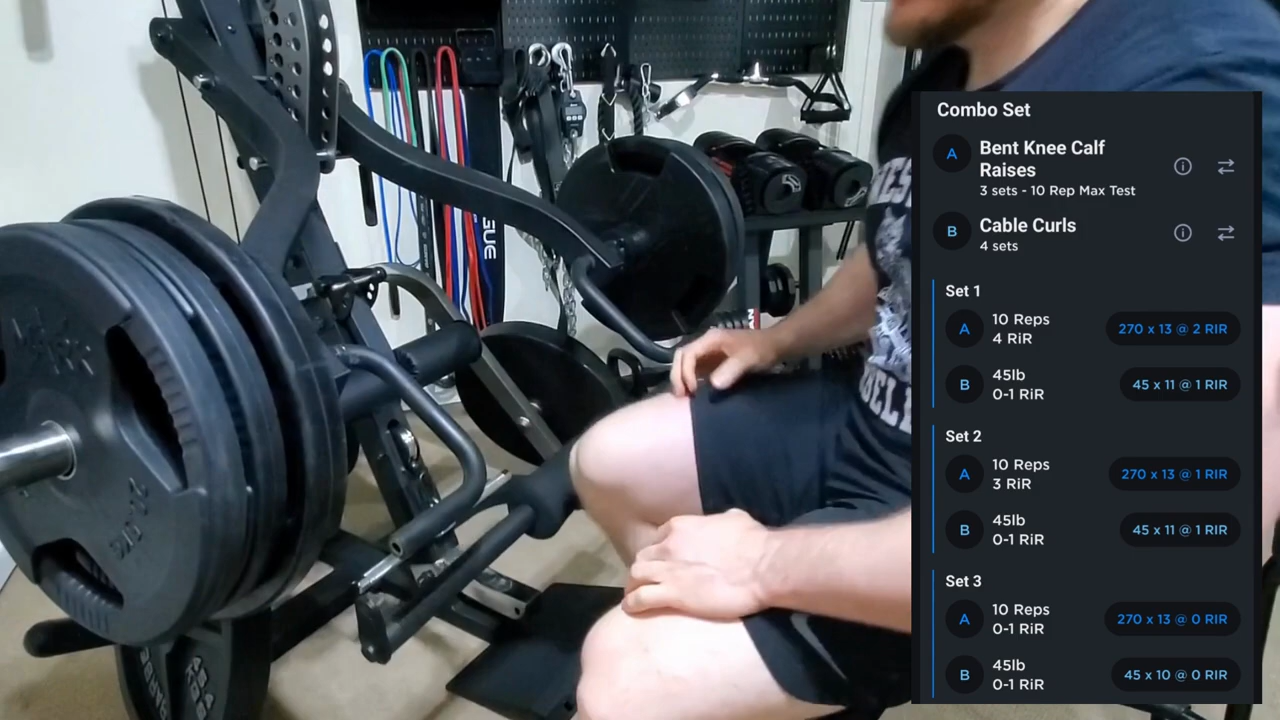 Combo Set
A
Bent Knee Calf
Raises
3 sets - 10 Rep Max Test
B
Cable Curls
4 sets
Set 1
A
10 Reps
4 RiR
270 x 13 @ 2 RIR
B
45lb
0-1 RiR
45 x 11 @ 1 RIR
Set 2
A
10 Reps
3 RiR
270 x 13 @ 1 RIR
B
45lb
0-1 RiR
45 x 11 @ 1 RIR
Set 3
A
10 Reps
0-1 RiR
270 x 13 @ 0 RIR
B
45lb
0-1 RiR
45 x 10 @ 0 RIR